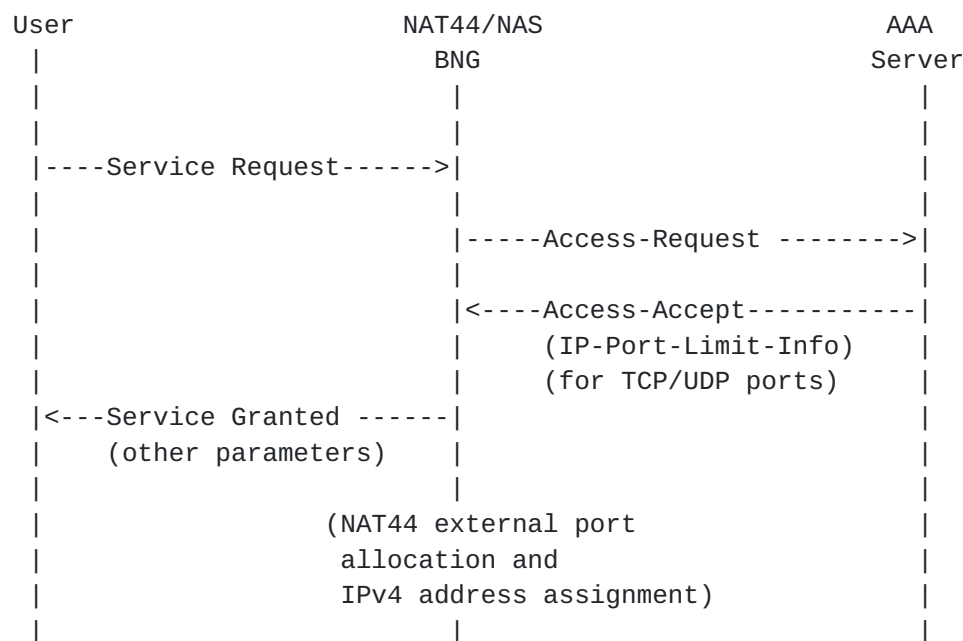 User NAT44/NAS AAA
| BNG Server
| | |
| | |
|----Service Request------>| |
| | |
| |-----Access-Request -------->|
| | |
| |<----Access-Accept-----------|
| | (IP-Port-Limit-Info) |
| | (for TCP/UDP ports) |
|<---Service Granted ------| |
| (other parameters) | |
| | |
| (NAT44 external port |
| allocation and |
| IPv4 address assignment) |
| | |